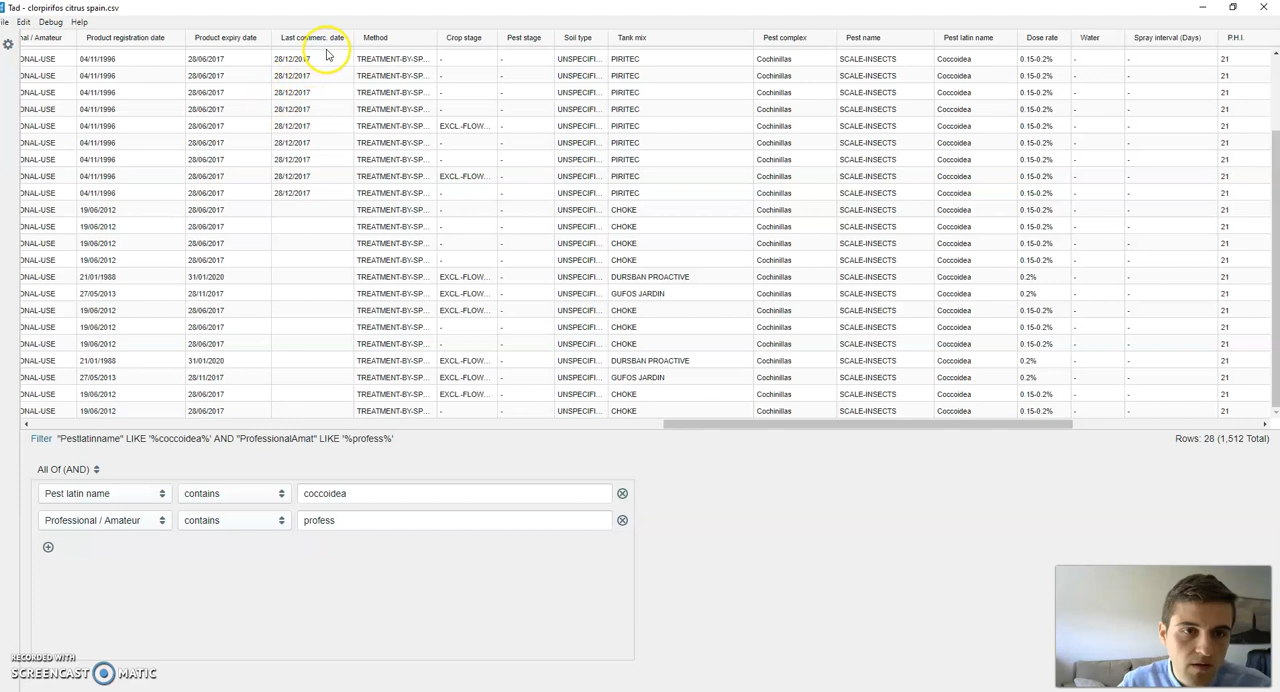 Tad - clorpirifos citrus spain.csv
ile Edit Debug Help
nal / Amateur Product registration date Product expiry date Last commerc. date Method Crop stage Pest stage Soil type Tank mix Pest complex Pest name Pest latin name Dose rate Water Spray interval (Days) P.H.I.
ONAL-USE 04/11/1996 28/06/2017 28/12/2017 TREATMENT-BY-SP... - - UNSPECIFI... PIRITEC Cochinillas SCALE-INSECTS Coccoidea 0.15-0.2% - - 21
ONAL-USE 04/11/1996 28/06/2017 28/12/2017 TREATMENT-BY-SP... - - UNSPECIFI... PIRITEC Cochinillas SCALE-INSECTS Coccoidea 0.15-0.2% - - 21
ONAL-USE 04/11/1996 28/06/2017 28/12/2017 TREATMENT-BY-SP... - - UNSPECIFI... PIRITEC Cochinillas SCALE-INSECTS Coccoidea 0.15-0.2% - - 21
ONAL-USE 04/11/1996 28/06/2017 28/12/2017 TREATMENT-BY-SP... - - UNSPECIFI... PIRITEC Cochinillas SCALE-INSECTS Coccoidea 0.15-0.2% - - 21
ONAL-USE 04/11/1996 28/06/2017 28/12/2017 TREATMENT-BY-SP... EXCL.-FLOW... - UNSPECIFI... PIRITEC Cochinillas SCALE-INSECTS Coccoidea 0.15-0.2% - - 21
ONAL-USE 04/11/1996 28/06/2017 28/12/2017 TREATMENT-BY-SP... - - UNSPECIFI... PIRITEC Cochinillas SCALE-INSECTS Coccoidea 0.15-0.2% - - 21
ONAL-USE 04/11/1996 28/06/2017 28/12/2017 TREATMENT-BY-SP... - - UNSPECIFI... PIRITEC Cochinillas SCALE-INSECTS Coccoidea 0.15-0.2% - - 21
ONAL-USE 04/11/1996 28/06/2017 28/12/2017 TREATMENT-BY-SP... EXCL.-FLOW... - UNSPECIFI... PIRITEC Cochinillas SCALE-INSECTS Coccoidea 0.15-0.2% - - 21
ONAL-USE 04/11/1996 28/06/2017 28/12/2017 TREATMENT-BY-SP... - - UNSPECIFI... PIRITEC Cochinillas SCALE-INSECTS Coccoidea 0.15-0.2% - - 21
ONAL-USE 19/06/2012 28/06/2017 TREATMENT-BY-SP... - - UNSPECIFI... CHOKE Cochinillas SCALE-INSECTS Coccoidea 0.15-0.2% - - 21
ONAL-USE 19/06/2012 28/06/2017 TREATMENT-BY-SP... - - UNSPECIFI... CHOKE Cochinillas SCALE-INSECTS Coccoidea 0.15-0.2% - - 21
ONAL-USE 19/06/2012 28/06/2017 TREATMENT-BY-SP... - - UNSPECIFI... CHOKE Cochinillas SCALE-INSECTS Coccoidea 0.15-0.2% - - 21
ONAL-USE 19/06/2012 28/06/2017 TREATMENT-BY-SP... - - UNSPECIFI... CHOKE Cochinillas SCALE-INSECTS Coccoidea 0.15-0.2% - - 21
ONAL-USE 21/01/1988 31/01/2020 TREATMENT-BY-SP... EXCL.-FLOW... - UNSPECIFI... DURSBAN PROACTIVE Cochinillas SCALE-INSECTS Coccoidea 0.2% - - 21
ONAL-USE 27/05/2013 28/11/2017 TREATMENT-BY-SP... EXCL.-FLOW... - UNSPECIFI... GUFOS JARDIN Cochinillas SCALE-INSECTS Coccoidea 0.2% - - 21
ONAL-USE 19/06/2012 28/06/2017 TREATMENT-BY-SP... EXCL.-FLOW... - UNSPECIFI... CHOKE Cochinillas SCALE-INSECTS Coccoidea 0.15-0.2% - - 21
ONAL-USE 19/06/2012 28/06/2017 TREATMENT-BY-SP... - - UNSPECIFI... CHOKE Cochinillas SCALE-INSECTS Coccoidea 0.15-0.2% - - 21
ONAL-USE 19/06/2012 28/06/2017 TREATMENT-BY-SP... - - UNSPECIFI... CHOKE Cochinillas SCALE-INSECTS Coccoidea 0.15-0.2% - - 21
ONAL-USE 21/01/1988 31/01/2020 TREATMENT-BY-SP... EXCL.-FLOW... - UNSPECIFI... DURSBAN PROACTIVE Cochinillas SCALE-INSECTS Coccoidea 0.2% - - 21
ONAL-USE 27/05/2013 28/11/2017 TREATMENT-BY-SP... EXCL.-FLOW... - UNSPECIFI... GUFOS JARDIN Cochinillas SCALE-INSECTS Coccoidea 0.2% - - 21
ONAL-USE 19/06/2012 28/06/2017 TREATMENT-BY-SP... EXCL.-FLOW... - UNSPECIFI... CHOKE Cochinillas SCALE-INSECTS Coccoidea 0.15-0.2% - - 21
ONAL-USE 19/06/2012 28/06/2017 TREATMENT-BY-SP... - - UNSPECIFI... CHOKE Cochinillas SCALE-INSECTS Coccoidea 0.15-0.2% - - 21
Filter "Pestlatinname" LIKE '%coccoidea%' AND "ProfessionalAmat" LIKE '%profess%' Rows: 28 (1,512 Total)
All Of (AND)
Pest latin name contains coccoidea
Professional / Amateur contains profess
RECORDED WITH
SCREENCAST MATIC